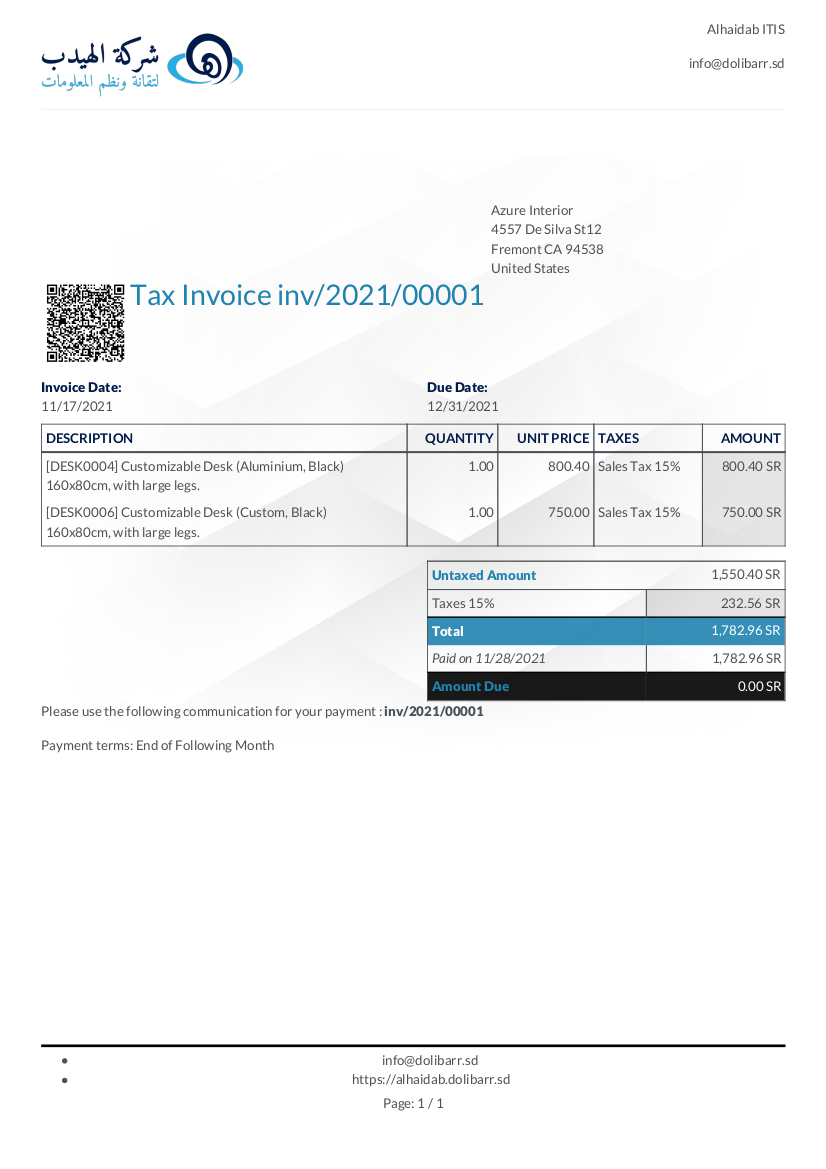 شركة الهيدب
لتقانة ونظم المعلومات
Alhaidab ITIS
info@dolibarr.sd
Azure Interior
4557 De Silva St12
Fremont CA 94538
United States
Tax Invoice inv/2021/00001
Invoice Date:
11/17/2021
Due Date:
12/31/2021
DESCRIPTION QUANTITY UNIT PRICE TAXES AMOUNT
[DESK0004] Customizable Desk (Aluminium, Black) 1.00 800.40 Sales Tax 15% 800.40 SR
160x80cm, with large legs.
[DESK0006] Customizable Desk (Custom, Black) 1.00 750.00 Sales Tax 15% 750.00 SR
160x80cm, with large legs.
Untaxed Amount 1,550.40 SR
Taxes 15% 232.56 SR
Total 1,782.96 SR
Paid on 11/28/2021 1,782.96 SR
Amount Due 0.00 SR
Please use the following communication for your payment : inv/2021/00001
Payment terms: End of Following Month
• info@dolibarr.sd
• https://alhaidab.dolibarr.sd
Page: 1 / 1